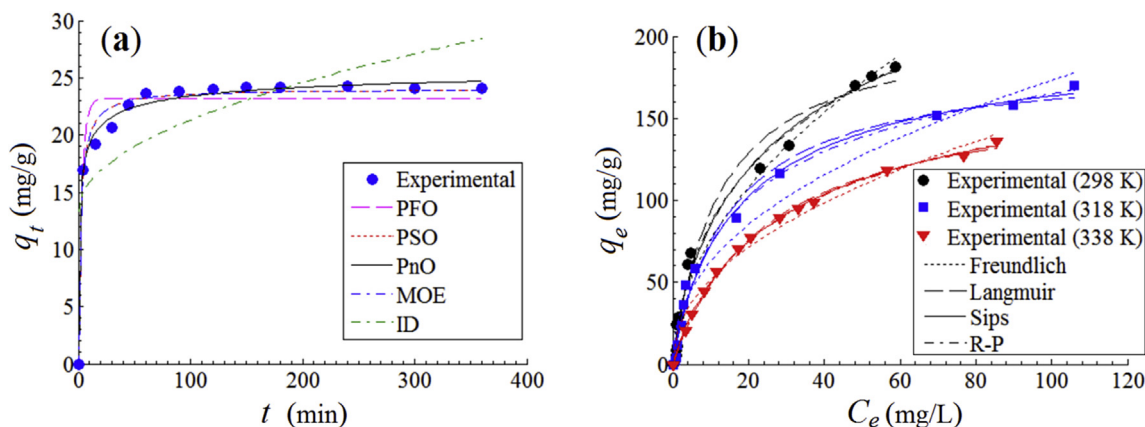 (a)
30
25
20
15
10
5
0
q_t (mg/g)
0 100 200 300 400
t (min)
Experimental
PFO
PSO
PnO
MOE
ID
(b)
200
150
100
50
0
q_e (mg/g)
0 20 40 60 80 100 120
C_e (mg/L)
Experimental (298 K)
Experimental (318 K)
Experimental (338 K)
Freundlich
Langmuir
Sips
R-P